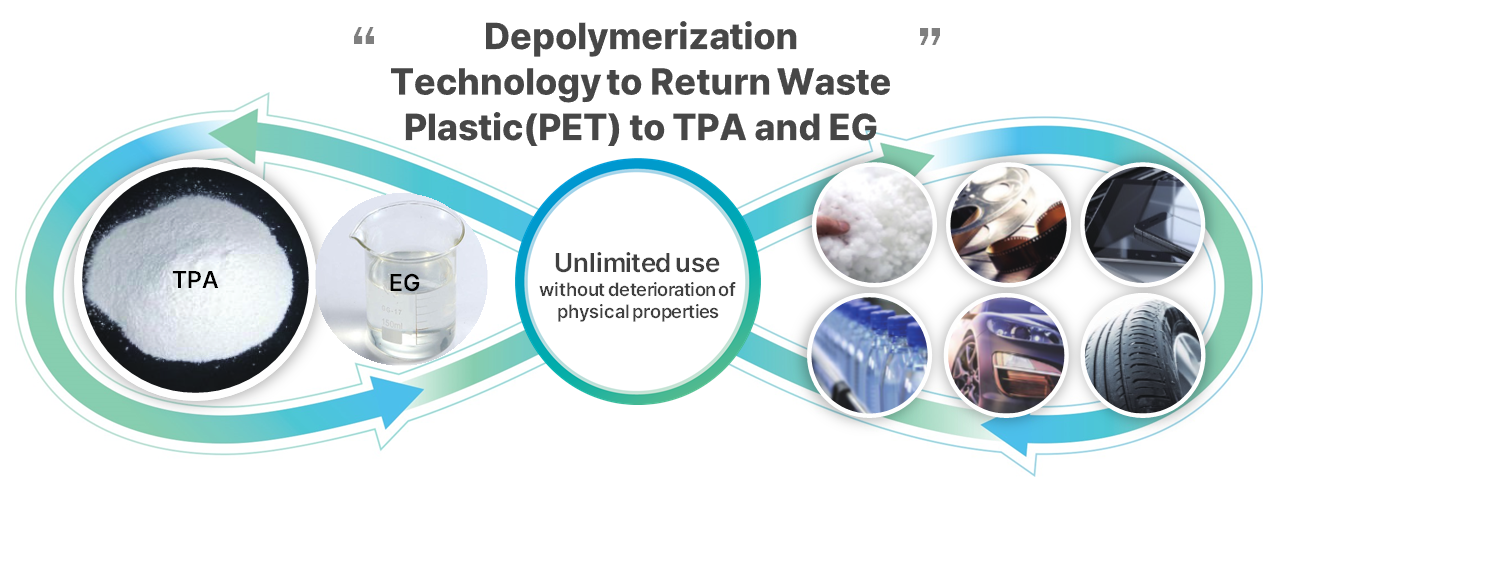 “ Depolymerization ”
Technology to Return Waste
Plastic(PET) to TPA and EG
TPA
EG
Unlimited use
without deterioration of
physical properties